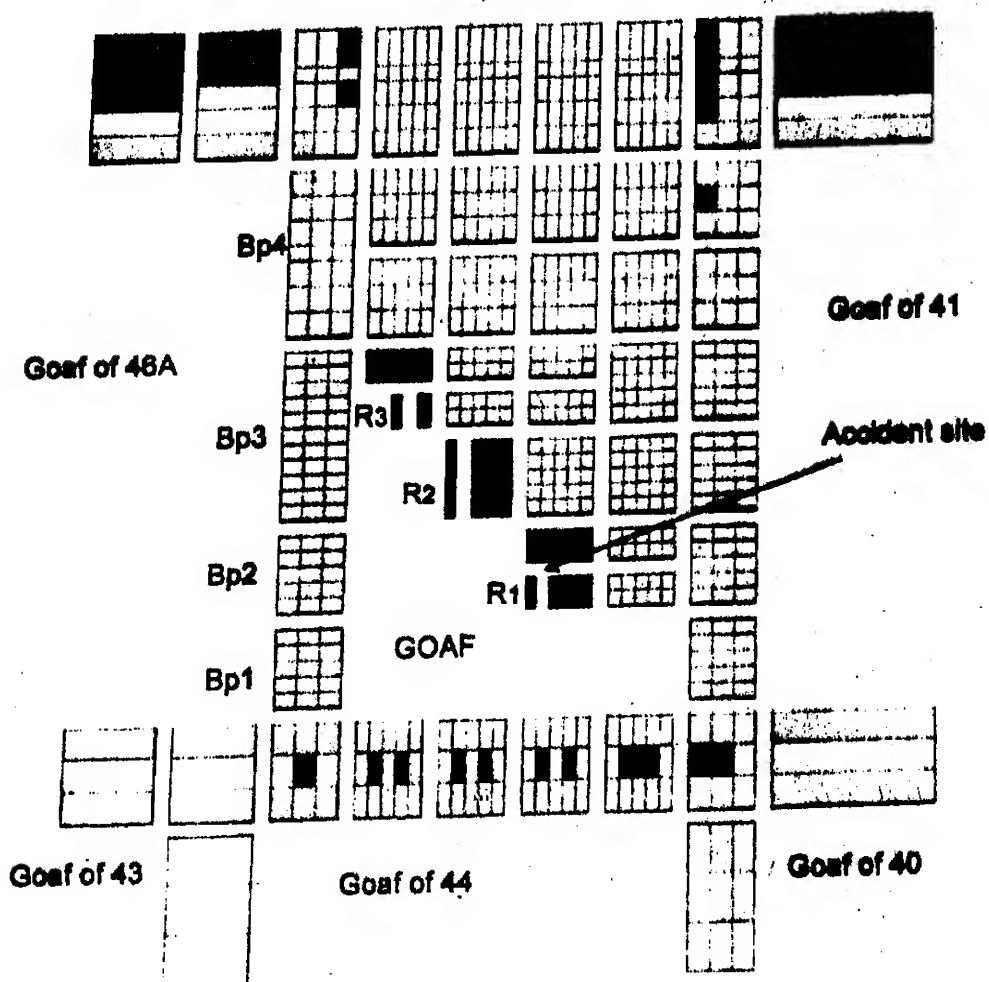 Bp4
Goaf of 41
Goaf of 46A
R3
Bp3
Accident site
R2
Bp2
R1
GOAF
Bp1
Goaf of 43
Goaf of 44
Goaf of 40